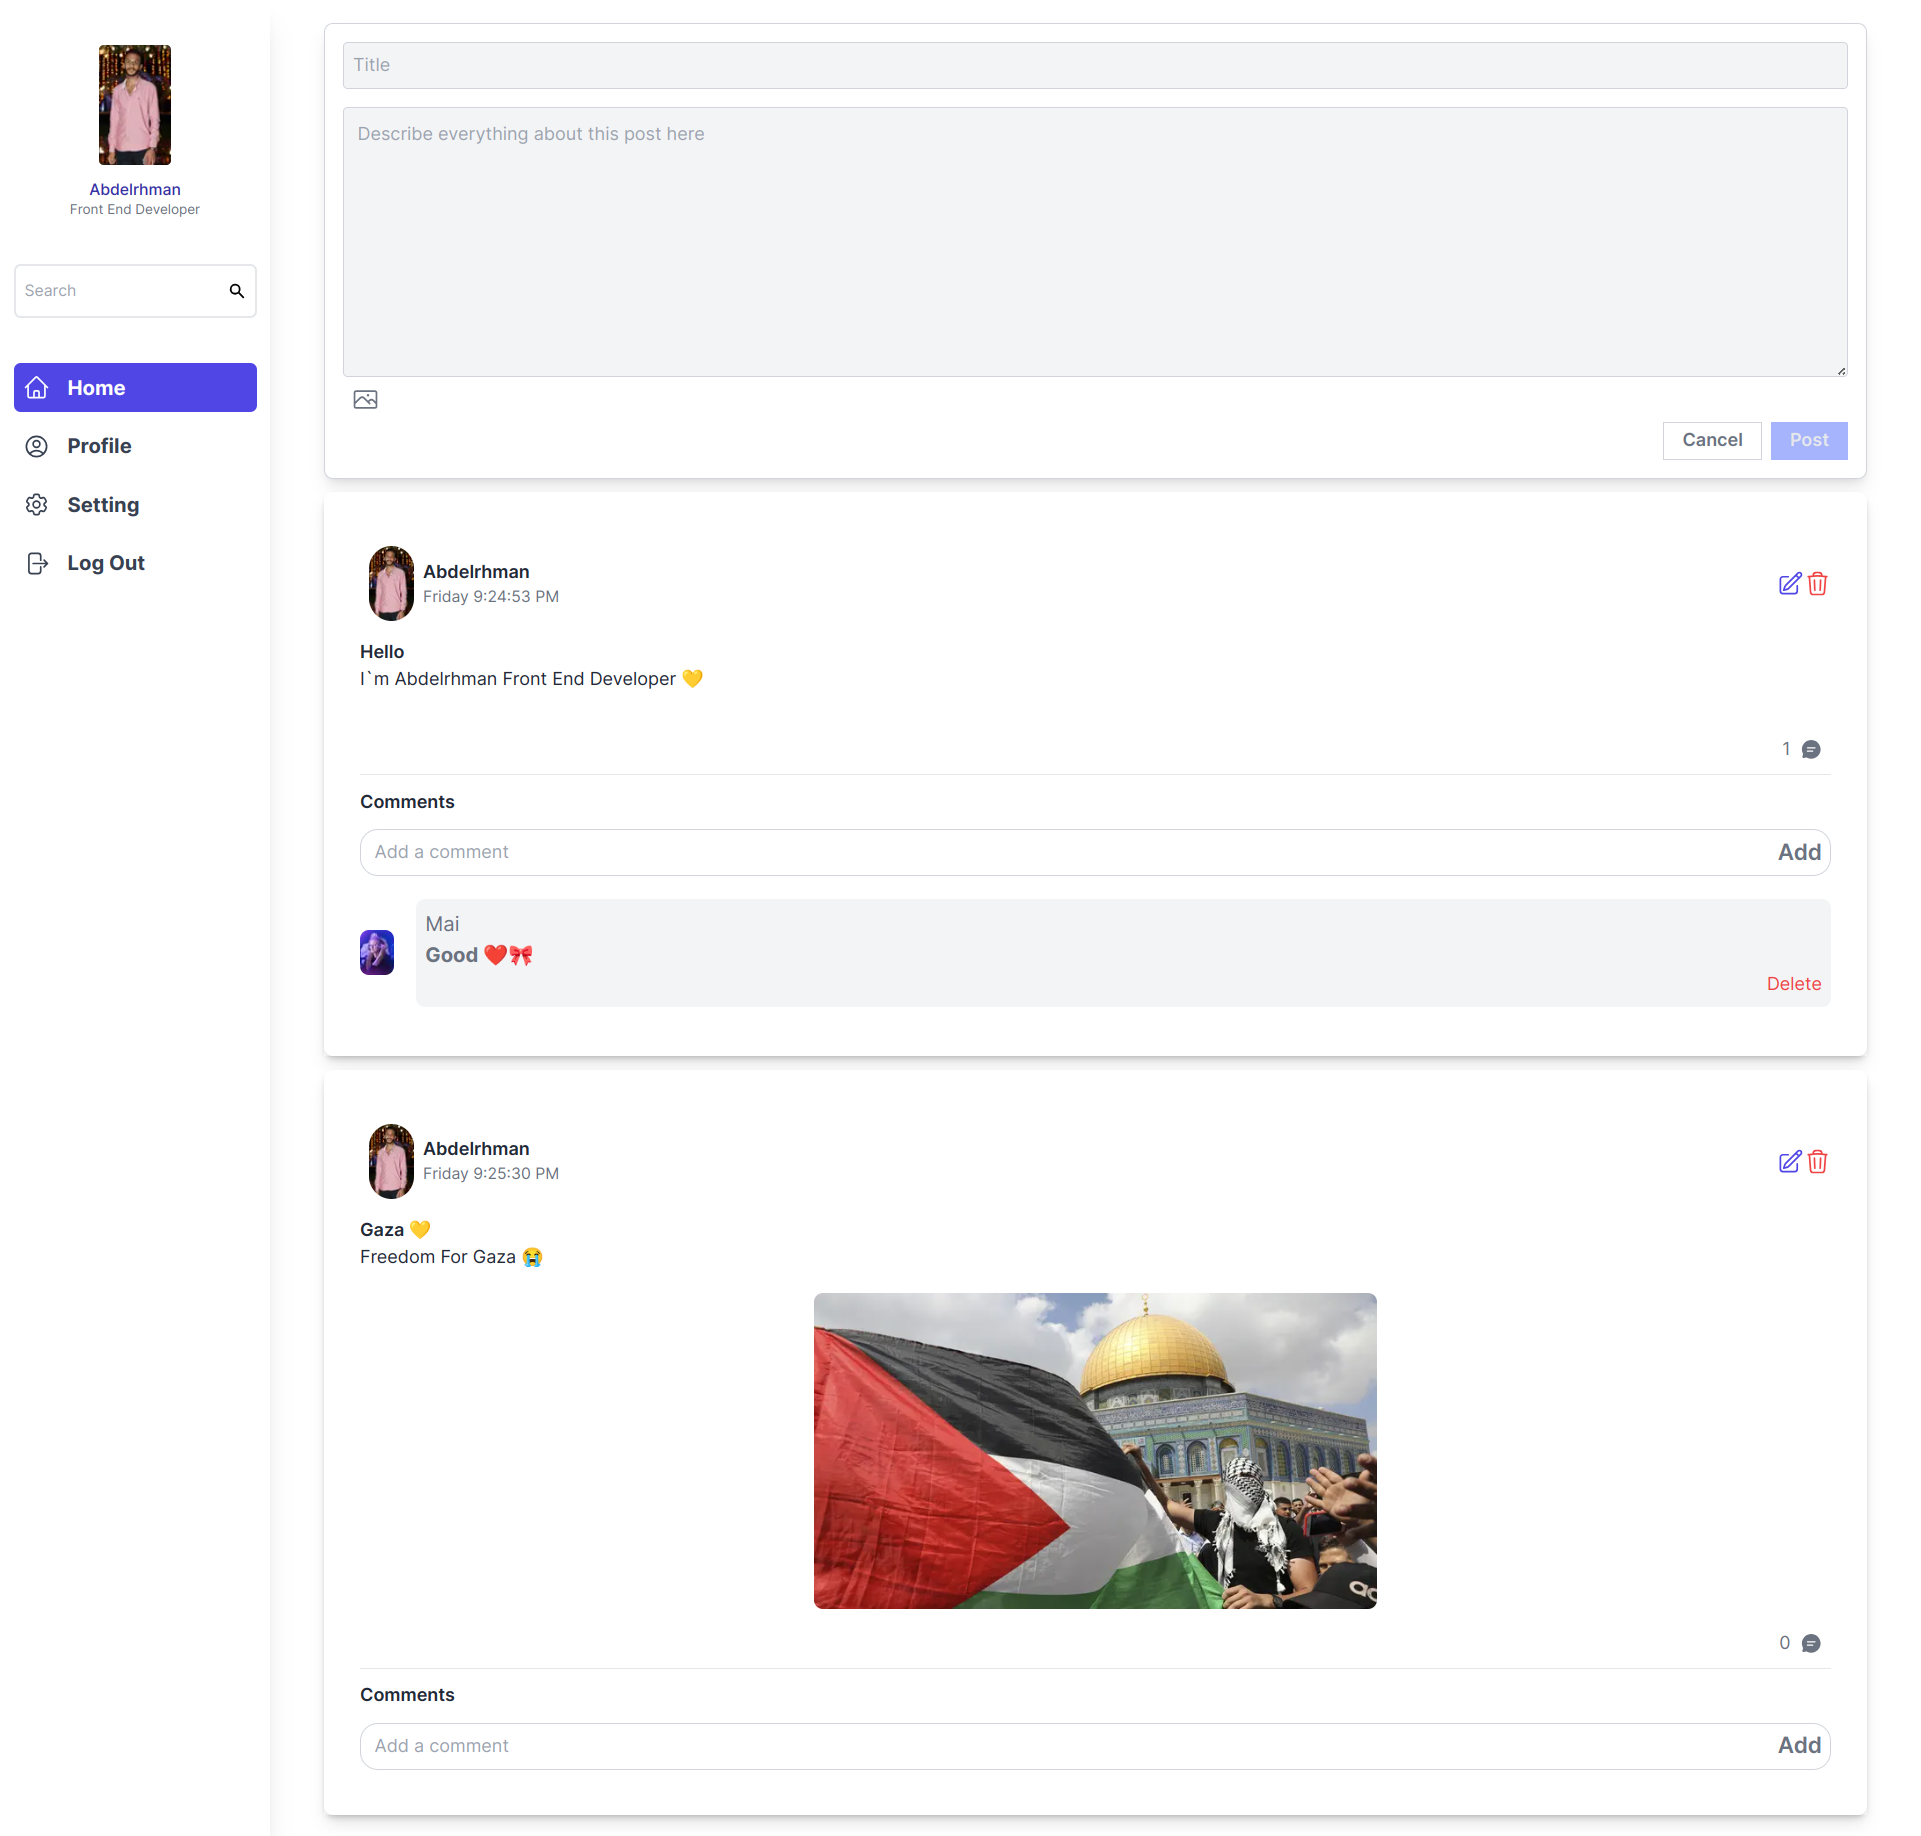 Abdelrhman
Front End Developer
Search
Home
Profile
Setting
Log Out
Title
Describe everything about this post here
Cancel
Post
Abdelrhman
Friday 9:24:53 PM
Hello
I`m Abdelrhman Front End Developer 💛
1
Comments
Add a comment
Add
Mai
Good ❤️🎀
Delete
Abdelrhman
Friday 9:25:30 PM
Gaza 💛
Freedom For Gaza 😭
0
Comments
Add a comment
Add